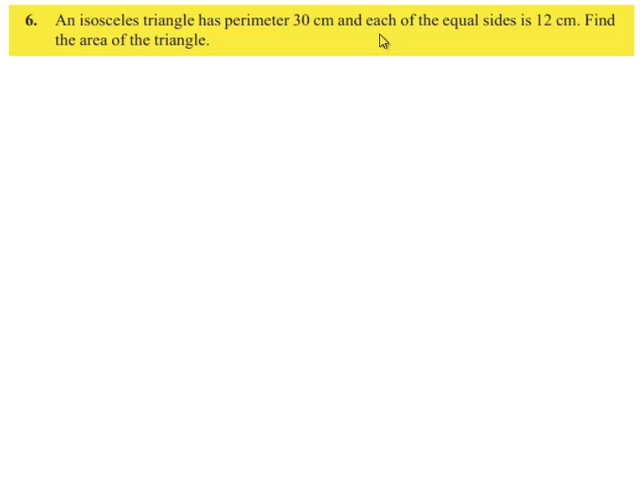 6. An isosceles triangle has perimeter 30 cm and each of the equal sides is 12 cm. Find
the area of the triangle.